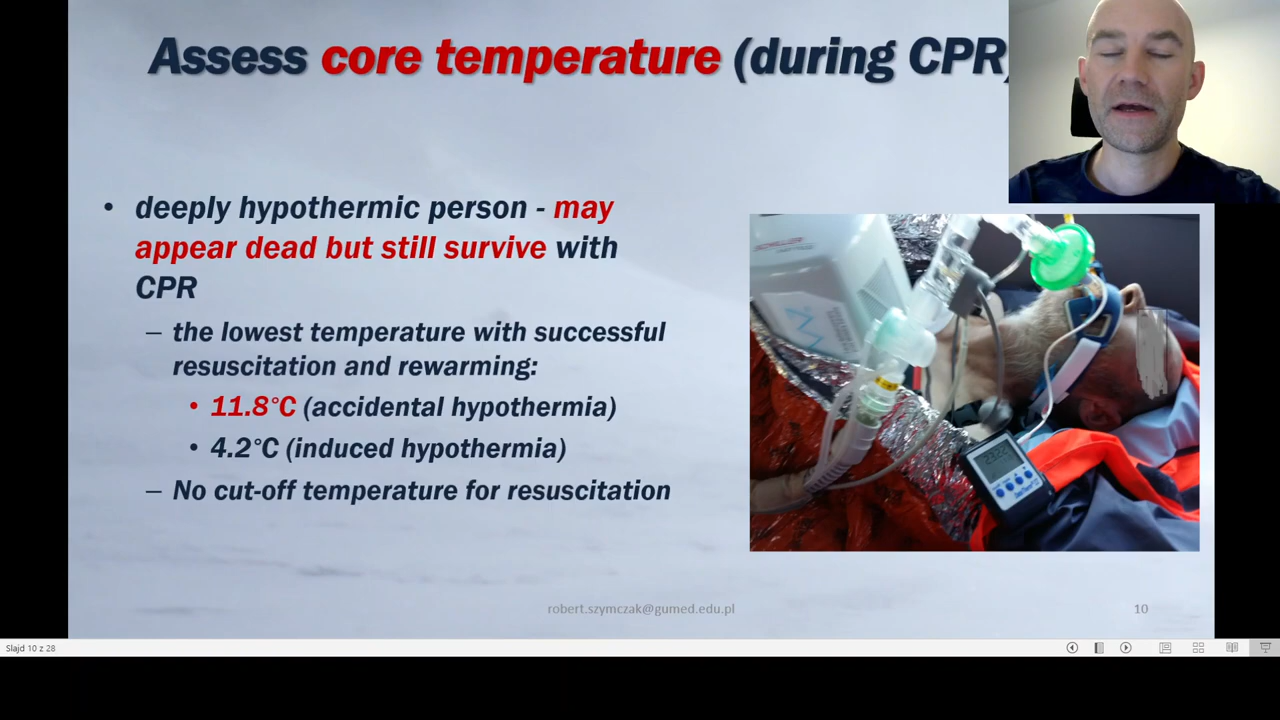 Assess core temperature (during CPR)
• deeply hypothermic person - may
appear dead but still survive with
CPR
– the lowest temperature with successful
resuscitation and rewarming:
• 11.8°C (accidental hypothermia)
• 4.2°C (induced hypothermia)
– No cut-off temperature for resuscitation
robert.szymczak@gumed.edu.pl
10
Slajd 10 z 28